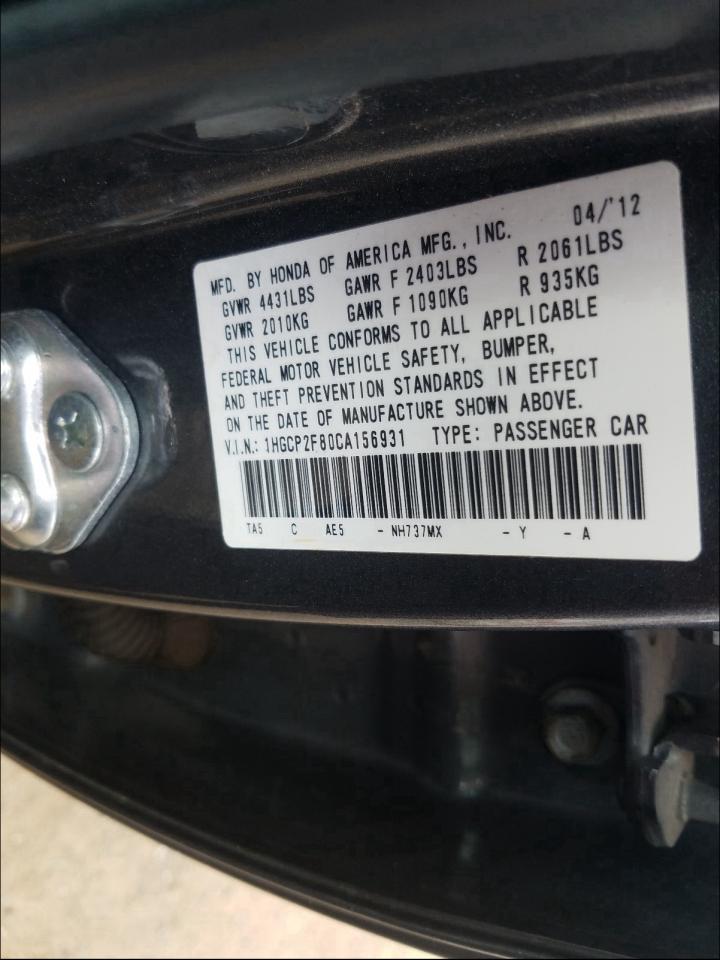 MFD. BY HONDA OF AMERICA MFG., INC. 04/'12
GVWR 4431LBS GAWR F 2403LBS R 2061LBS
GVWR 2010KG GAWR F 1090KG R 935KG
THIS VEHICLE CONFORMS TO ALL APPLICABLE
FEDERAL MOTOR VEHICLE SAFETY, BUMPER,
AND THEFT PREVENTION STANDARDS IN EFFECT
ON THE DATE OF MANUFACTURE SHOWN ABOVE.
V.I.N.: 1HGCP2F80CA156931 TYPE: PASSENGER CAR
TA5 C AE5 - NH737MX - Y - A